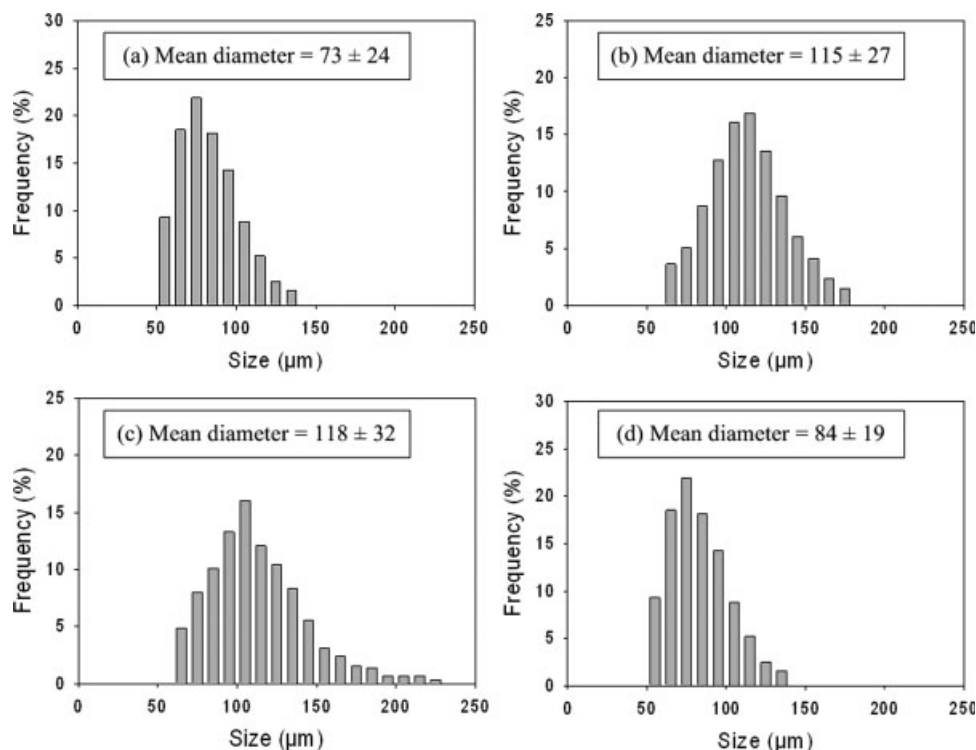 (a) Mean diameter = 73 ± 24
Frequency (%)
30
25
20
15
10
5
0
0 50 100 150 200 250
Size (µm)
(b) Mean diameter = 115 ± 27
Frequency (%)
25
20
15
10
5
0
0 50 100 150 200 250
Size (µm)
(c) Mean diameter = 118 ± 32
Frequency (%)
25
20
15
10
5
0
0 50 100 150 200 250
Size (µm)
(d) Mean diameter = 84 ± 19
Frequency (%)
30
25
20
15
10
5
0
0 50 100 150 200 250
Size (µm)